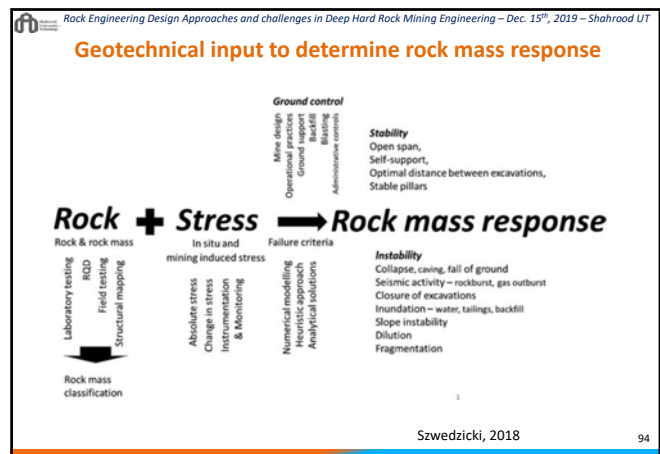 Rock Engineering Design Approaches and challenges in Deep Hard Rock Mining Engineering – Dec. 15th, 2019 – Shahrood UT
Geotechnical input to determine rock mass response
Ground control
Mine design
Operational practices
Ground support
Backfill
Blasting
Administrative controls
Stability
Open span,
Self-support,
Optimal distance between excavations,
Stable pillars
Rock + Stress Rock mass response
Rock & rock mass
In situ and
mining induced stress
Failure criteria
Laboratory testing
RQD
Field testing
Structural mapping
Absolute stress
Change in stress
Instrumentation
& Monitoring
Numerical modelling
Heuristic approach
Analytical solutions
Instability
Collapse, caving, fall of ground
Seismic activity – rockburst, gas outburst
Closure of excavations
Inundation – water, tailings, backfill
Slope instability
Dilution
Fragmentation
Rock mass
classification
1
Szwedzicki, 2018
94